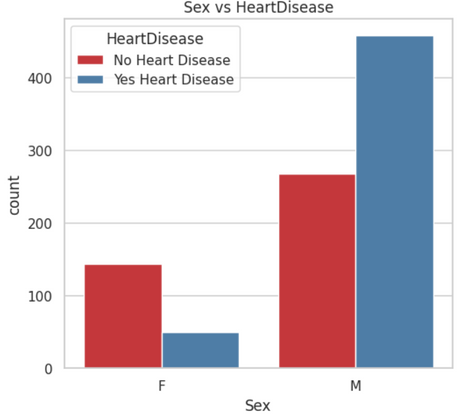 Sex vs HeartDisease
HeartDisease
No Heart Disease
Yes Heart Disease
400
300
200
100
0
count
F M
Sex